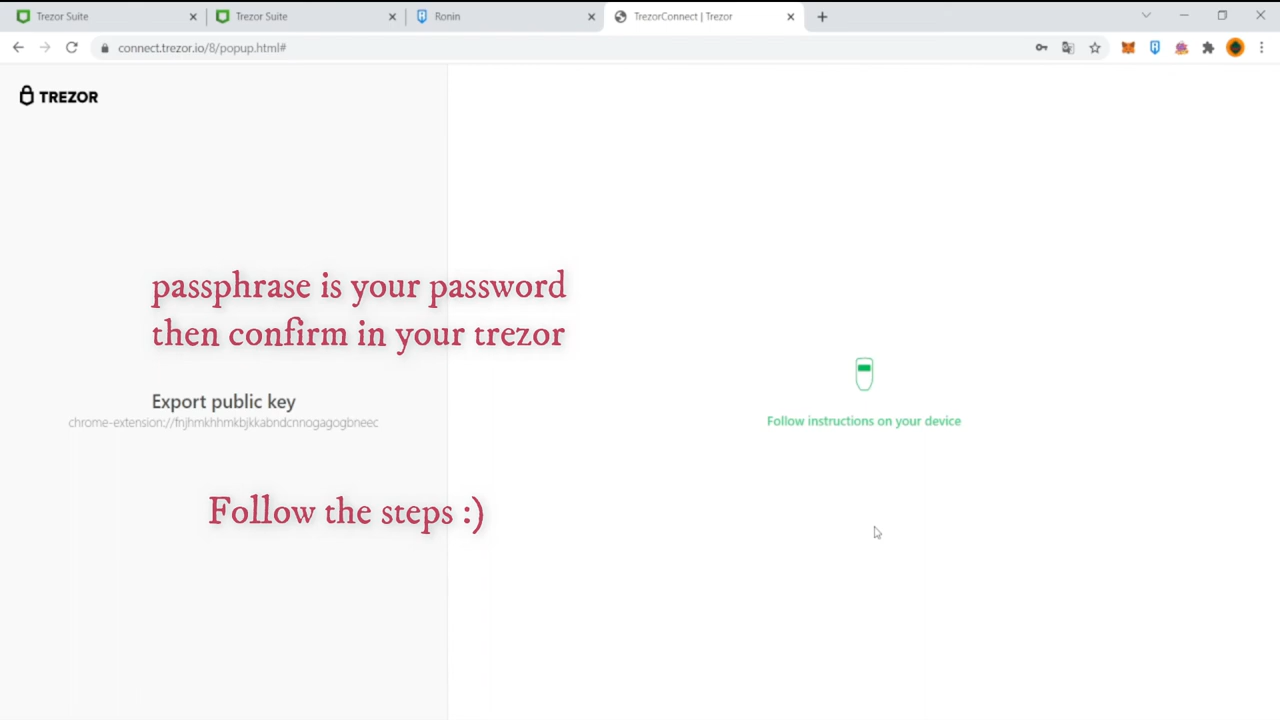 Trezor Suite
Trezor Suite
Ronin
TrezorConnect | Trezor
connect.trezor.io/8/popup.html#
TREZOR
passphrase is your password
then confirm in your trezor
Export public key
chrome-extension://fnjhmkhhmkbjkkabndcnnogagogbneec
Follow instructions on your device
Follow the steps :)